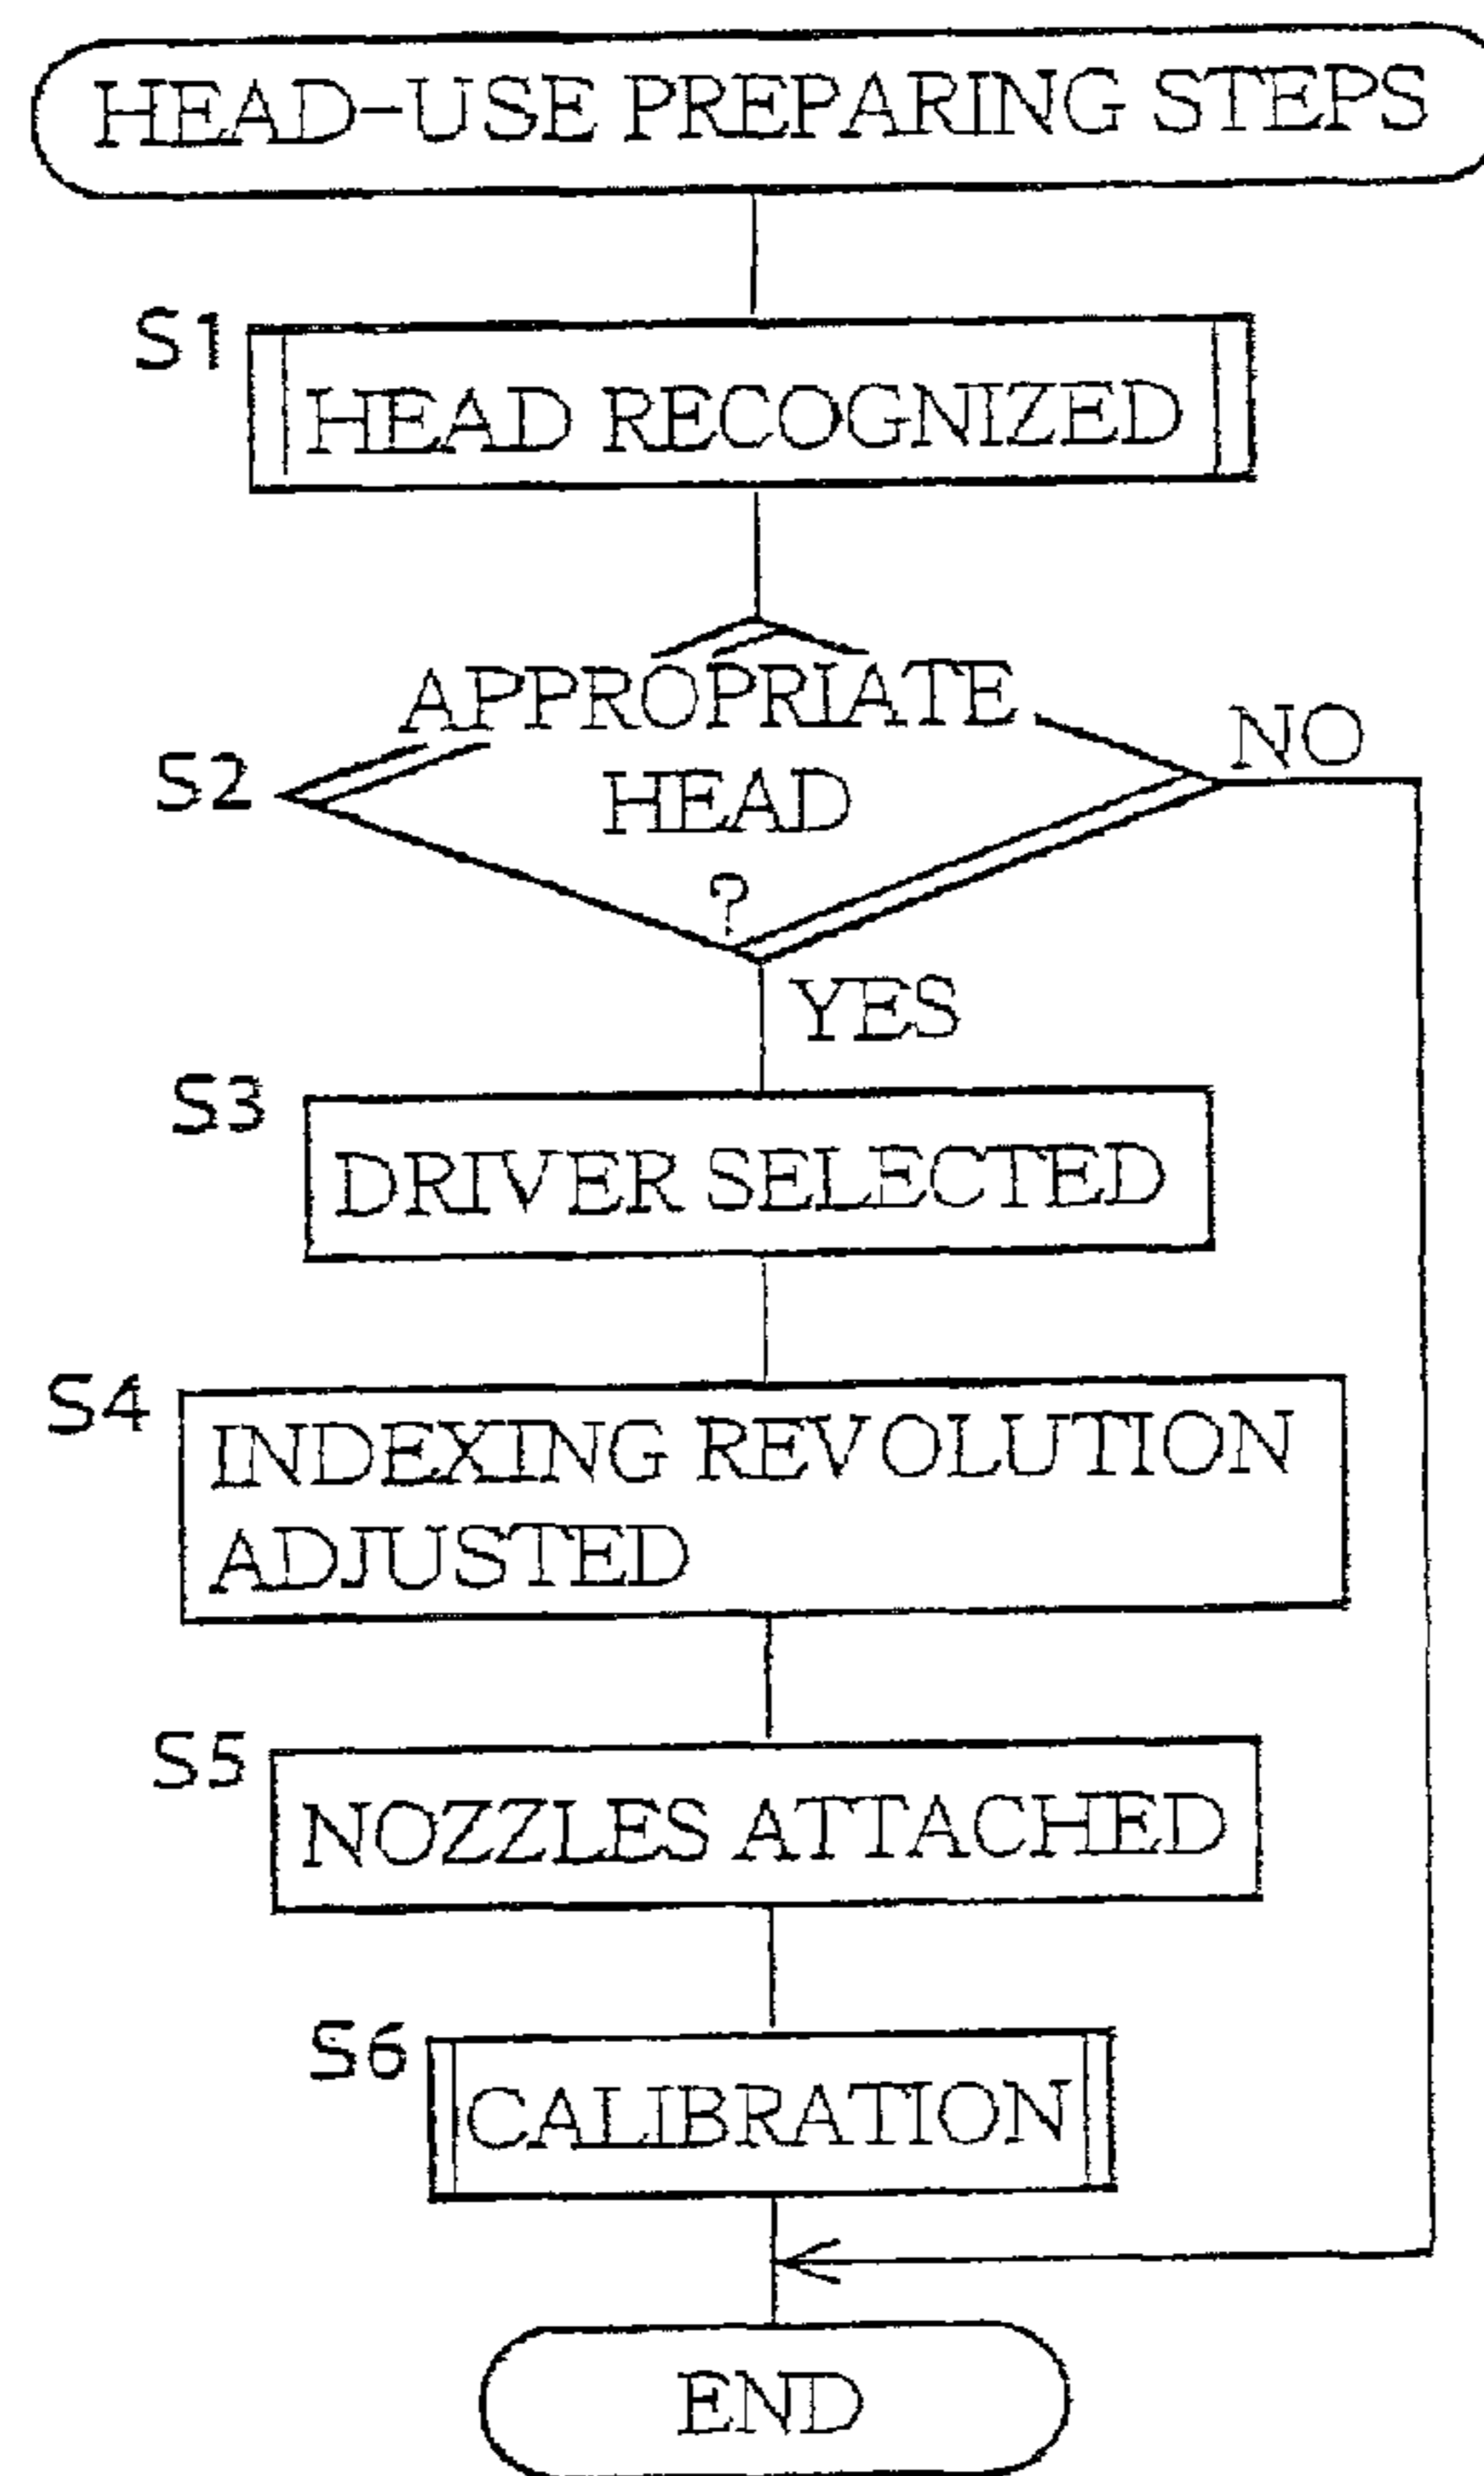 HEAD-USE PREPARING STEPS
S1
HEAD RECOGNIZED
APPROPRIATE
HEAD
?
S2
NO
YES
S3
DRIVER SELECTED
S4
INDEXING REVOLUTION
ADJUSTED
S5
NOZZLES ATTACHED
S6
CALIBRATION
END